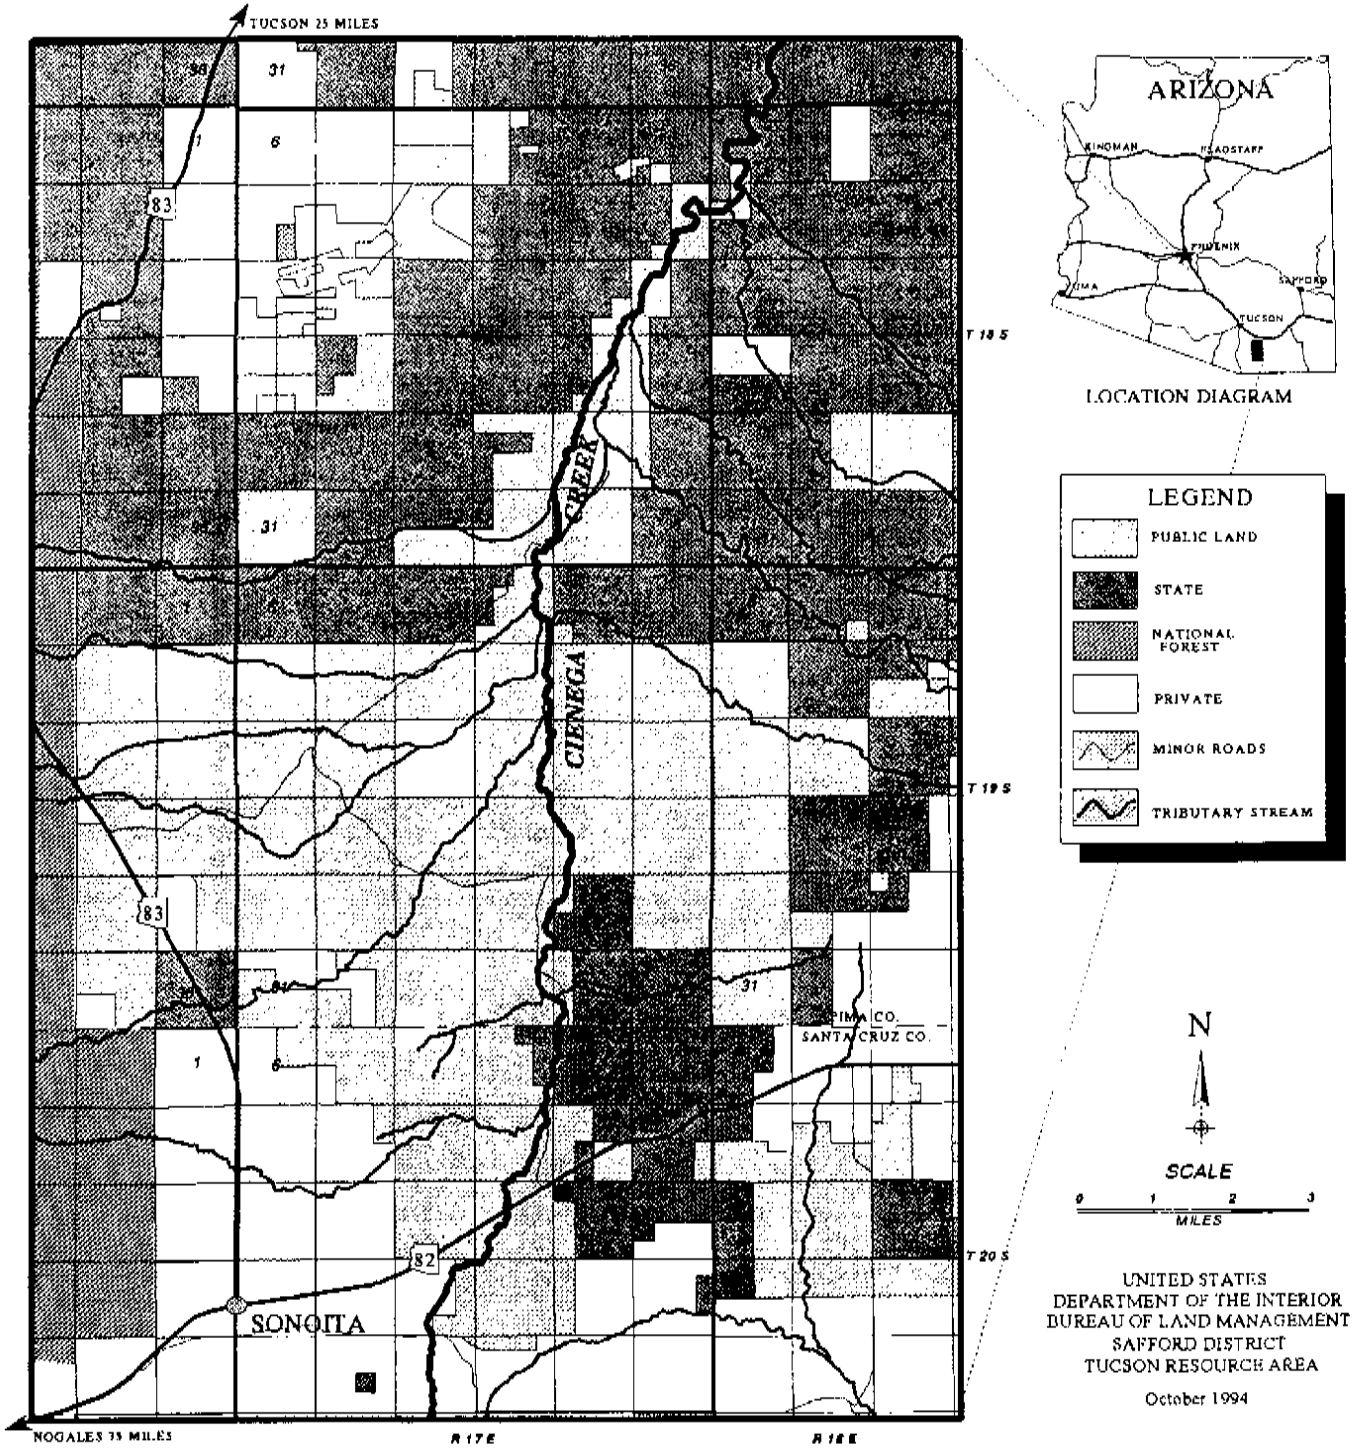 TUCSON 25 MILES
36
31
1
6
83
T 18 S
CREEK
31
CIENEGA
T 19 S
83
31
31
PIMA CO.
SANTA CRUZ CO.
1
6
82
T 20 S
SONOITA
NOGALES 75 MILES
R 17 E
R 18 E
ARIZONA
KINGMAN
FLAGSTAFF
PHOENIX
YUMA
SAFFORD
TUCSON
LOCATION DIAGRAM
LEGEND
PUBLIC LAND
STATE
NATIONAL
FOREST
PRIVATE
MINOR ROADS
TRIBUTARY STREAM
N
SCALE
0 1 2 3
MILES
UNITED STATES
DEPARTMENT OF THE INTERIOR
BUREAU OF LAND MANAGEMENT
SAFFORD DISTRICT
TUCSON RESOURCE AREA
October 1994